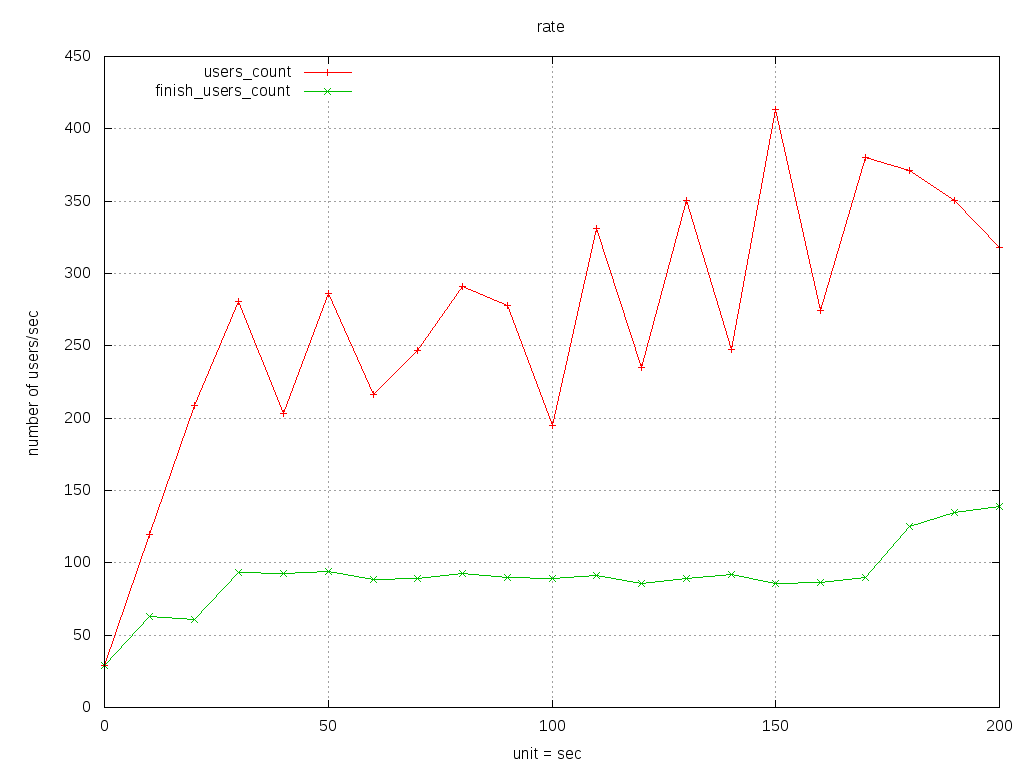 rate
users_count
finish_users_count
450
400
350
300
250
200
150
100
50
0
number of users/sec
0 50 100 150 200
unit = sec